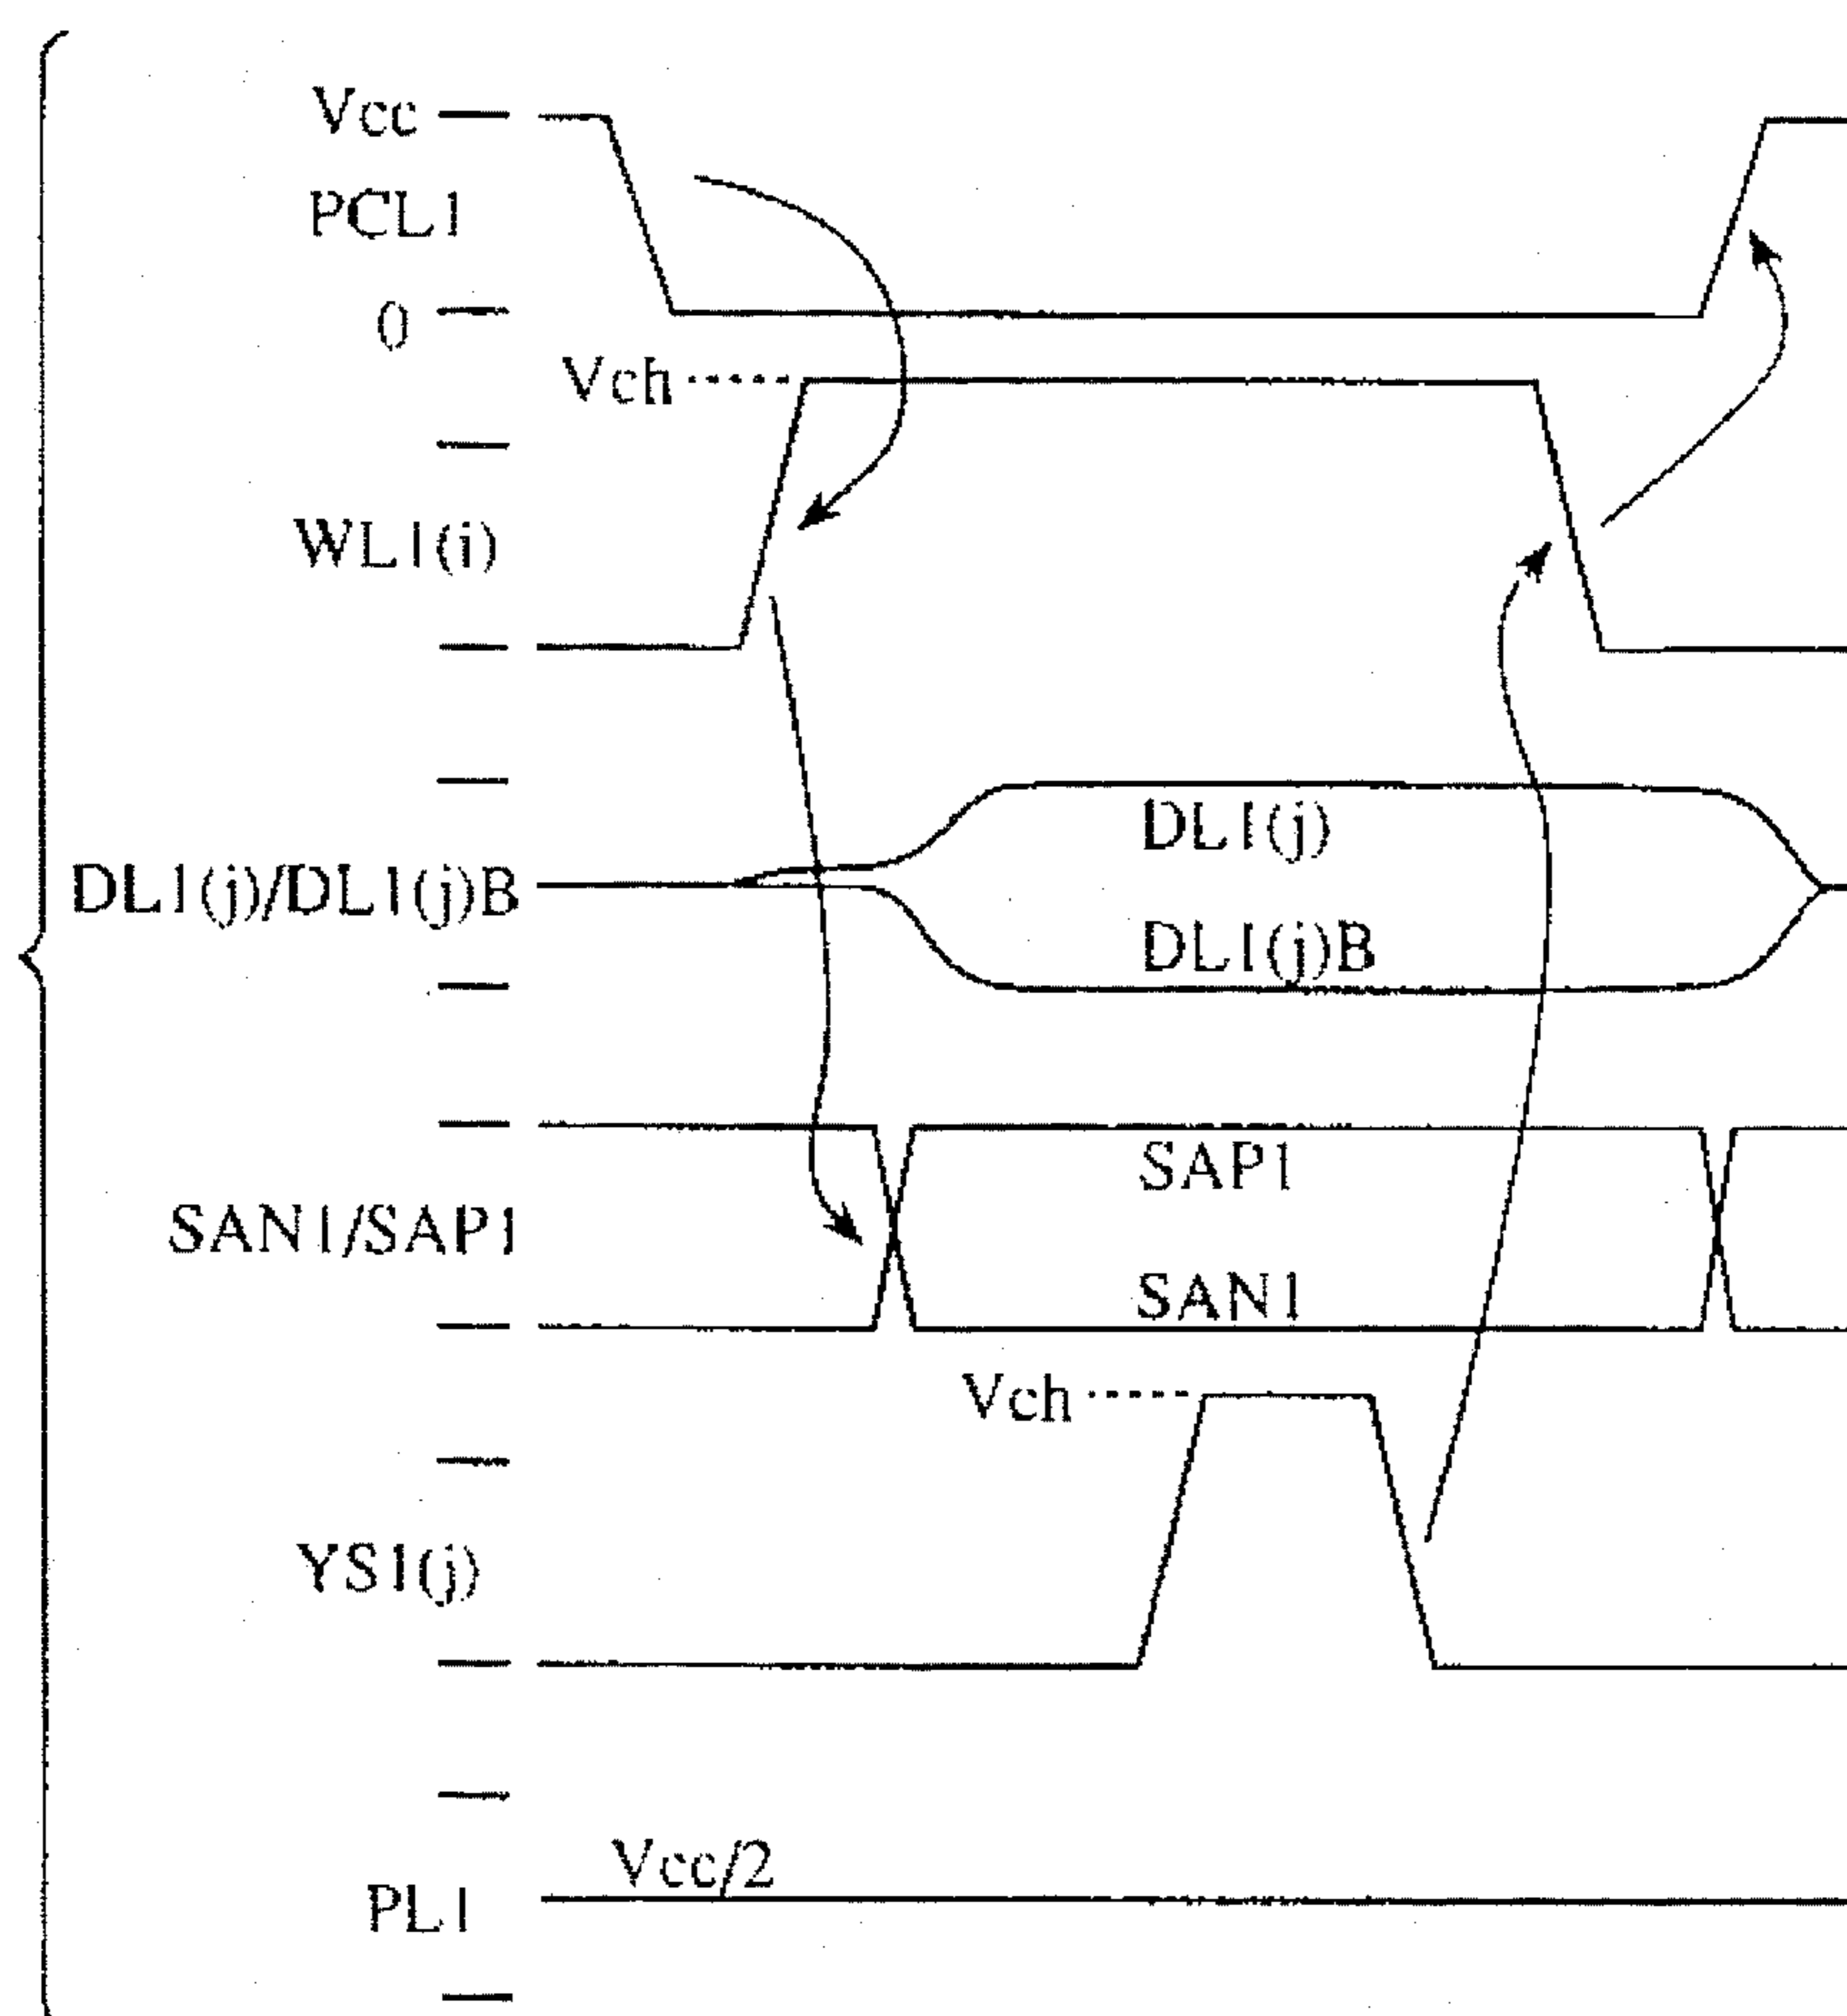 Vcc
PCL1
0
Vch
WL1(i)
DL1(j)
DL1(j)/DL1(j)B
DL1(j)B
SAP1
SAN1/SAP1
SAN1
Vch
YS1(j)
Vcc/2
PL1